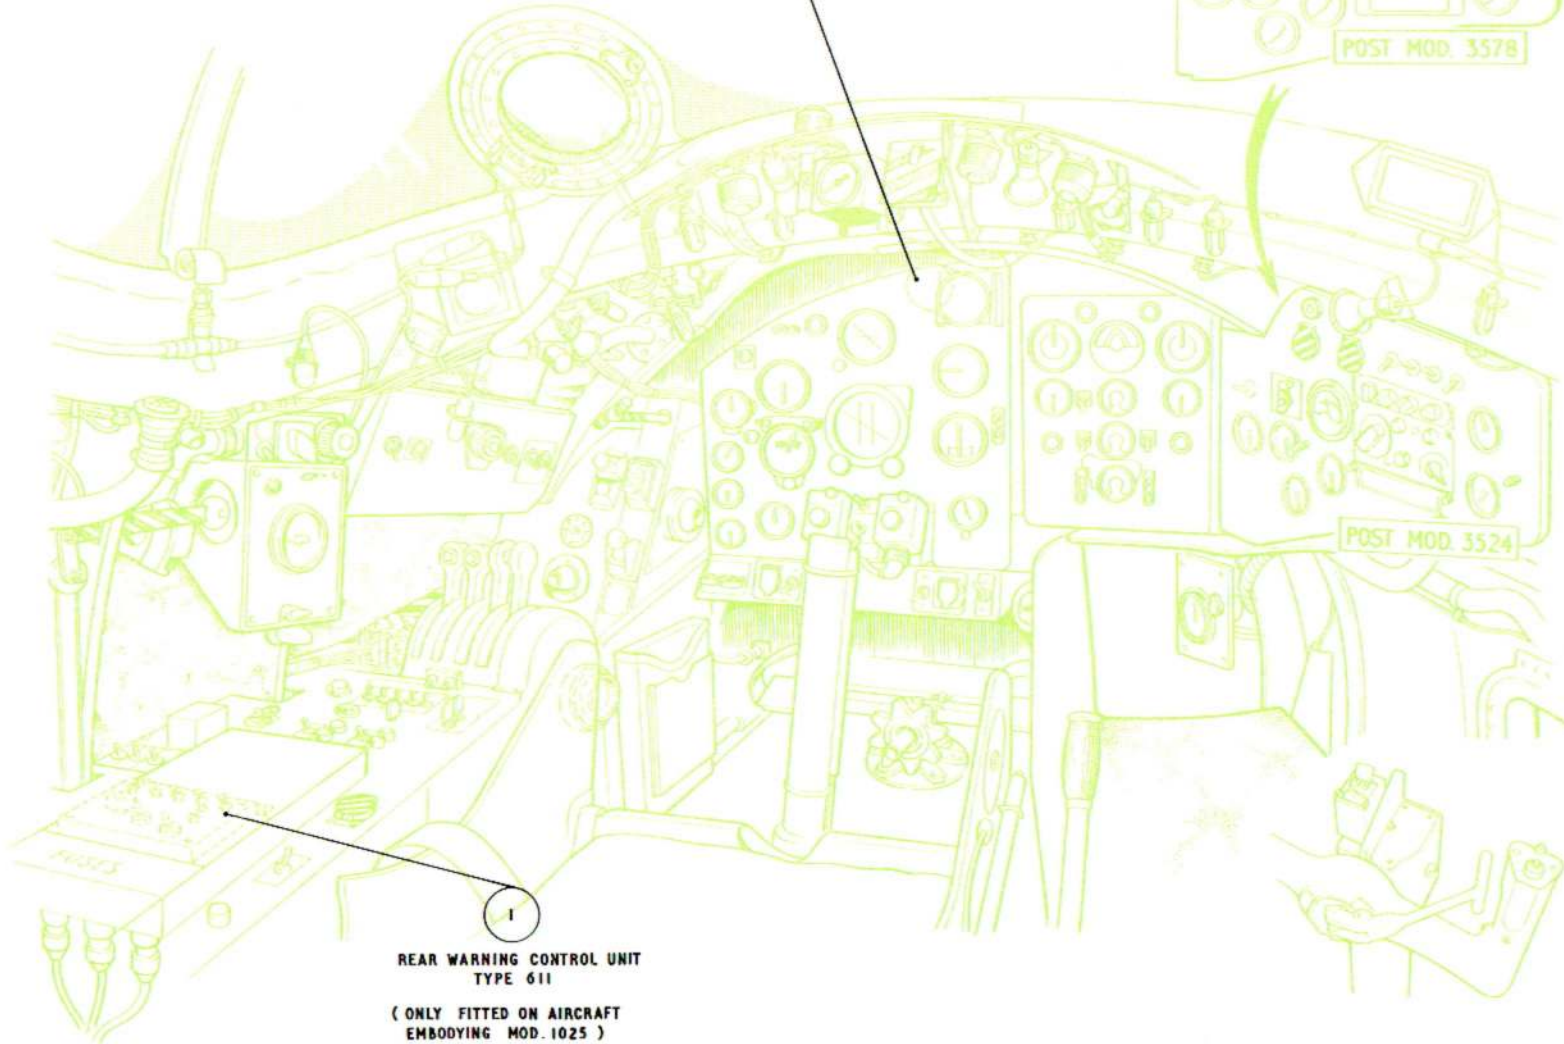 POST MOD. 3578
POST MOD. 3524
FUSES
1
REAR WARNING CONTROL UNIT
TYPE 611
( ONLY FITTED ON AIRCRAFT
EMBODYING MOD. 1025 )